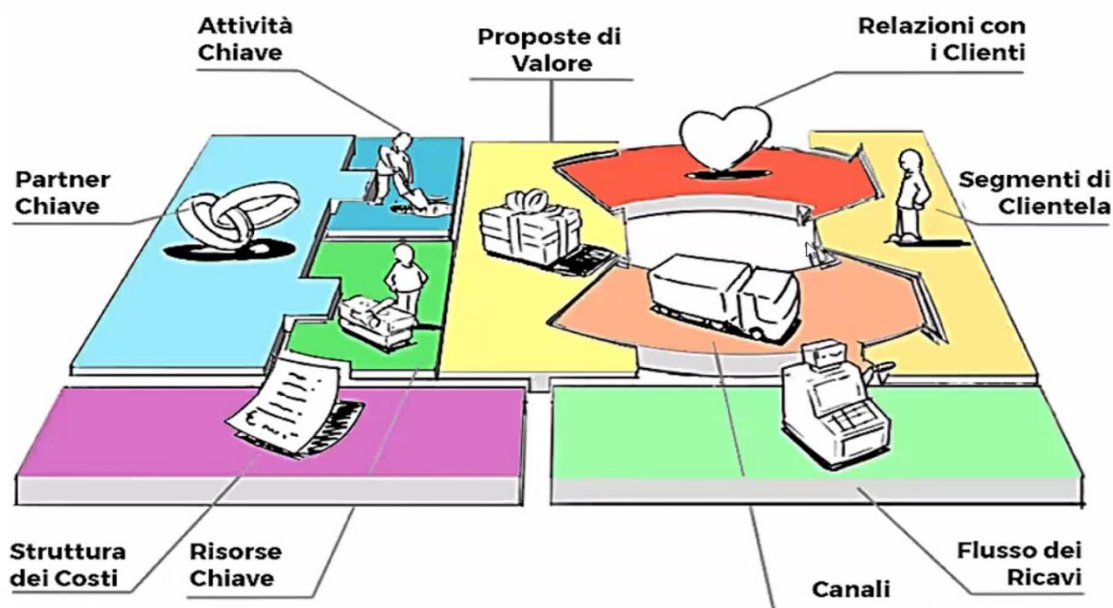 Attività
Chiave
Proposte di
Valore
Relazioni con
i Clienti
Partner
Chiave
Segmenti di
Clientela
Struttura
dei Costi
Risorse
Chiave
Canali
Flusso dei
Ricavi